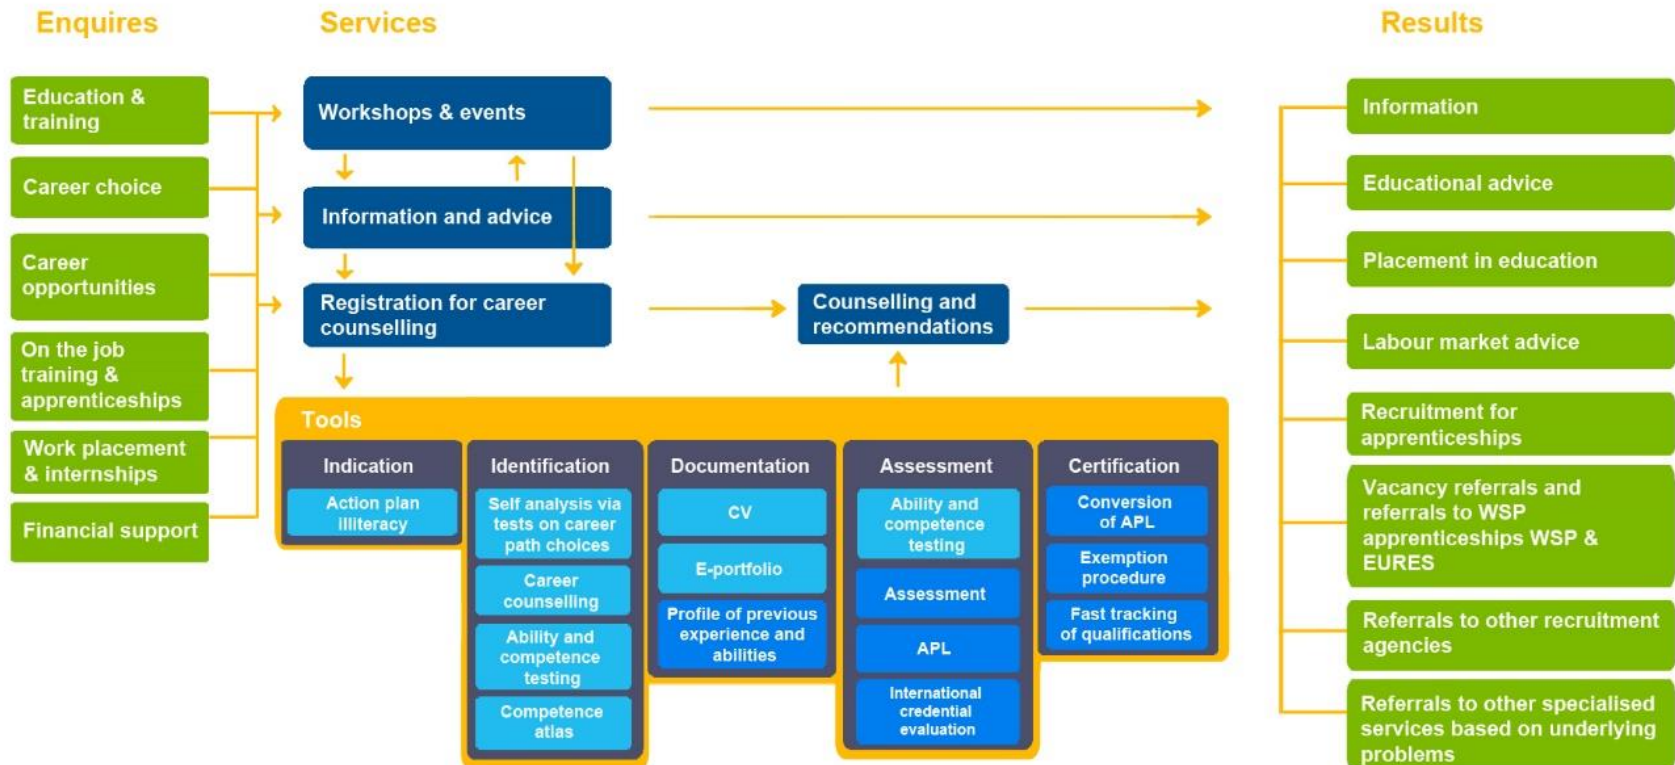 Enquires
Services
Results
Education &
training
Career choice
Career
opportunities
On the job
training &
apprenticeships
Work placement
& internships
Financial support
Workshops & events
Information and advice
Registration for career
counselling
Counselling and
recommendations
Tools
Indication
Action plan
illiteracy
Identification
Self analysis via
tests on career
path choices
Career
counselling
Ability and
competence
testing
Competence
atlas
Documentation
CV
E-portfolio
Profile of previous
experience and
abilities
Assessment
Ability and
competence
testing
Assessment
APL
International
credential
evaluation
Certification
Conversion
of APL
Exemption
procedure
Fast tracking
of qualifications
Information
Educational advice
Placement in education
Labour market advice
Recruitment for
apprenticeships
Vacancy referrals and
referrals to WSP
apprenticeships WSP &
EURES
Referrals to other recruitment
agencies
Referrals to other specialised
services based on underlying
problems